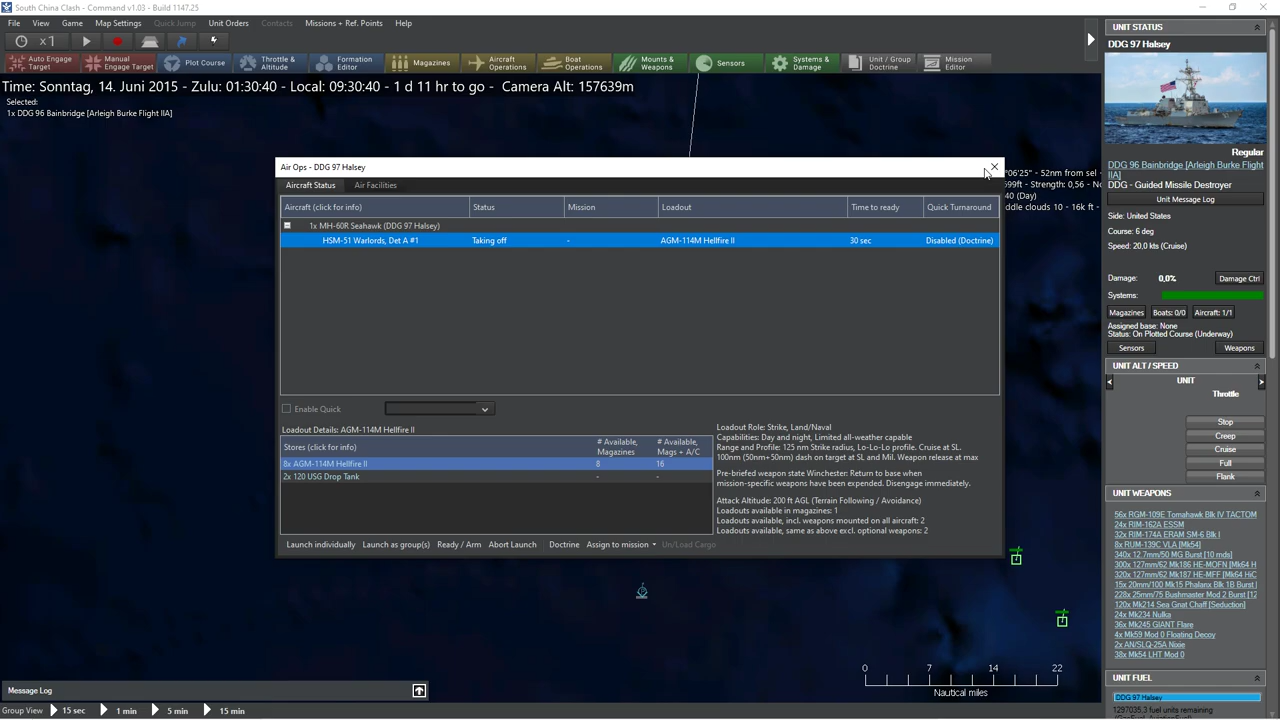 South China Clash - Command v1.03 - Build 1147.25
File View Game Map Settings Quick Jump Unit Orders Contacts Missions + Ref. Points Help
x1
Auto Engage Target Manual Engage Target Plot Course Throttle & Altitude Formation Editor Magazines Aircraft Operations Boat Operations Mounts & Weapons Sensors Systems & Damage Unit / Group Doctrine Mission Editor
Time: Sonntag, 14. Juni 2015 - Zulu: 01:30:40 - Local: 09:30:40 - 1 d 11 hr to go - Camera Alt: 157639m
Selected:
1x DDG 96 Bainbridge [Arleigh Burke Flight IIA]
Air Ops - DDG 97 Halsey
Aircraft Status Air Facilities
Aircraft (click for info) Status Mission Loadout Time to ready Quick Turnaround
1x MH-60R Seahawk (DDG 97 Halsey)
HSM-51 Warlords, Det A #1 Taking off - AGM-114M Hellfire II 30 sec Disabled (Doctrine)
Enable Quick
Loadout Details: AGM-114M Hellfire II
Stores (click for info) # Available, Magazines # Available, Mags + A/C
8x AGM-114M Hellfire II 8 16
2x 120 USG Drop Tank - -
Loadout Role: Strike, Land/Naval
Capabilities: Day and night, Limited all-weather capable
Range and Profile: 125 nm Strike radius, Lo-Lo-Lo profile. Cruise at SL.
100nm (50nm+50nm) dash on target at SL and Mil. Weapon release at max
Pre-briefed weapon state Winchester: Return to base when
mission-specific weapons have been expended. Disengage immediately.
Attack Altitude: 200 ft AGL (Terrain Following / Avoidance)
Loadouts available in magazines: 1
Loadouts available, incl. weapons mounted on all aircraft: 2
Loadouts available, same as above excl. optional weapons: 2
Launch individually Launch as group(s) Ready / Arm Abort Launch Doctrine Assign to mission Un/Load Cargo
°06'25" - 52nm from sel
699ft - Strength: 0,56 - No
40 (Day)
ddle clouds 10 - 16k ft -
0 7 14 22
Nautical miles
Message Log
Group View 15 sec 1 min 5 min 15 min
UNIT STATUS
DDG 97 Halsey
Regular
DDG 96 Bainbridge [Arleigh Burke Flight
IIA]
DDG - Guided Missile Destroyer
Unit Message Log
Side: United States
Course: 6 deg
Speed: 20,0 kts (Cruise)
Damage: 0,0% Damage Ctrl
Systems:
Magazines Boats: 0/0 Aircraft: 1/1
Assigned base: None
Status: On Plotted Course (Underway)
Sensors Weapons
UNIT ALT / SPEED
UNIT
Throttle
Stop
Creep
Cruise
Full
Flank
UNIT WEAPONS
56x RGM-109E Tomahawk Blk IV TACTOM
24x RIM-162A ESSM
32x RIM-174A ERAM SM-6 Blk I
8x RUM-139C VLA [Mk54]
340x 12.7mm/50 MG Burst [10 rnds]
300x 127mm/62 Mk186 HE-MOFN [Mk64 H
320x 127mm/62 Mk187 HE-MFF [Mk64 HiC
15x 20mm/100 Mk15 Phalanx Blk 1B Burst [
228x 25mm/75 Bushmaster Mod 2 Burst [12
120x Mk214 Sea Gnat Chaff [Seduction]
24x Mk234 Nulka
36x Mk245 GIANT Flare
4x Mk59 Mod 0 Floating Decoy
2x AN/SLQ-25A Nixie
38x Mk54 LHT Mod 0
UNIT FUEL
DDG 97 Halsey
1297035,3 fuel units remaining